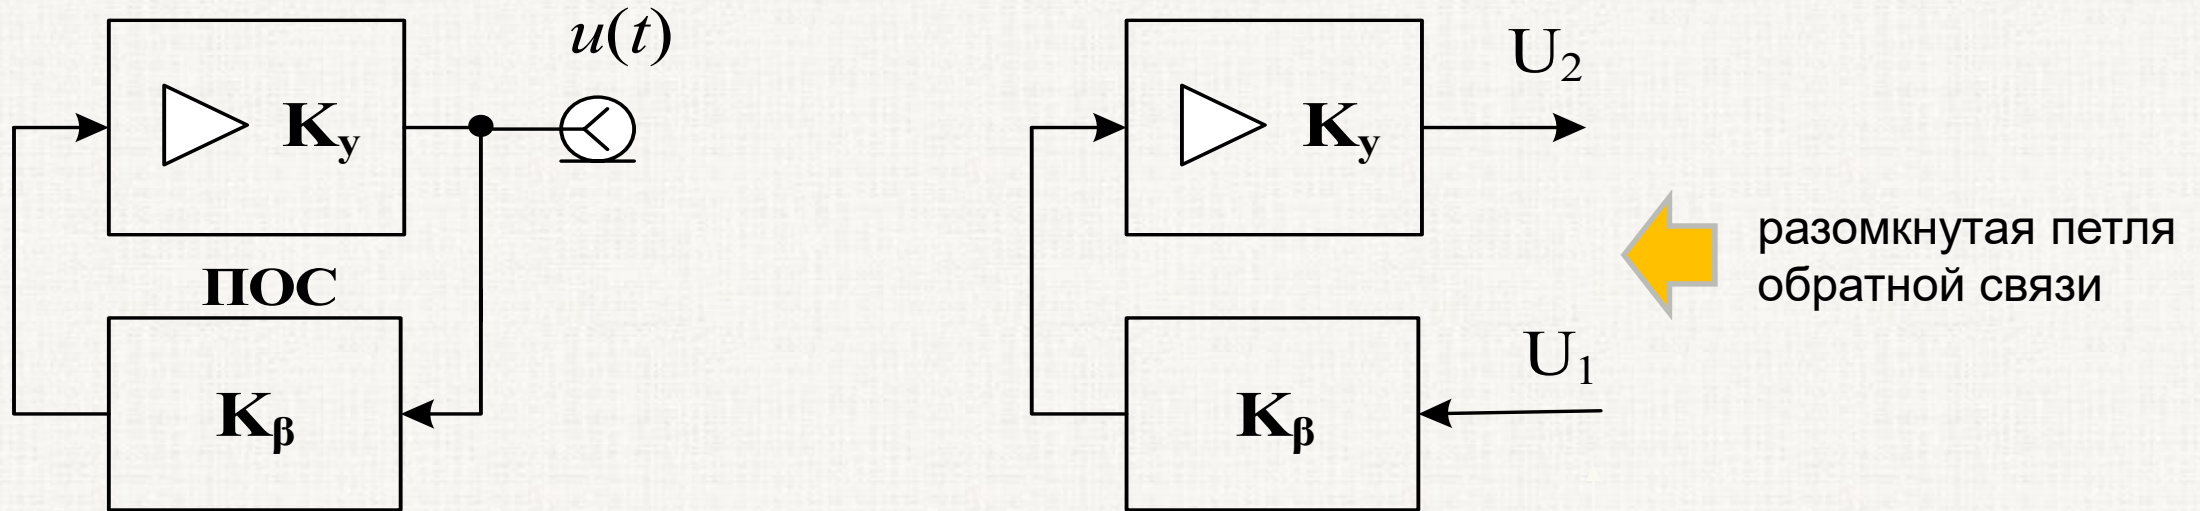 u(t)
Kу
ПОС
Kβ
U2
Kу
разомкнутая петля
обратной связи
U1
Kβ